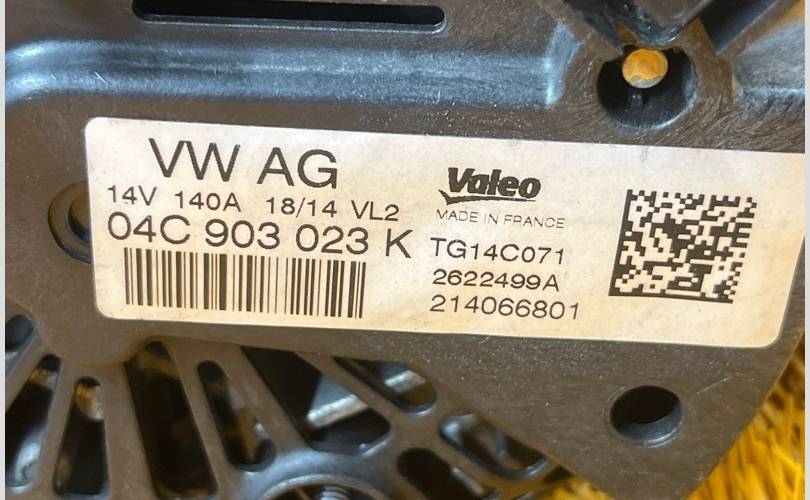 VW AG
14V 140A 18/14 VL2
04C 903 023 K
Valeo
MADE IN FRANCE
TG14C071
2622499A
214066801